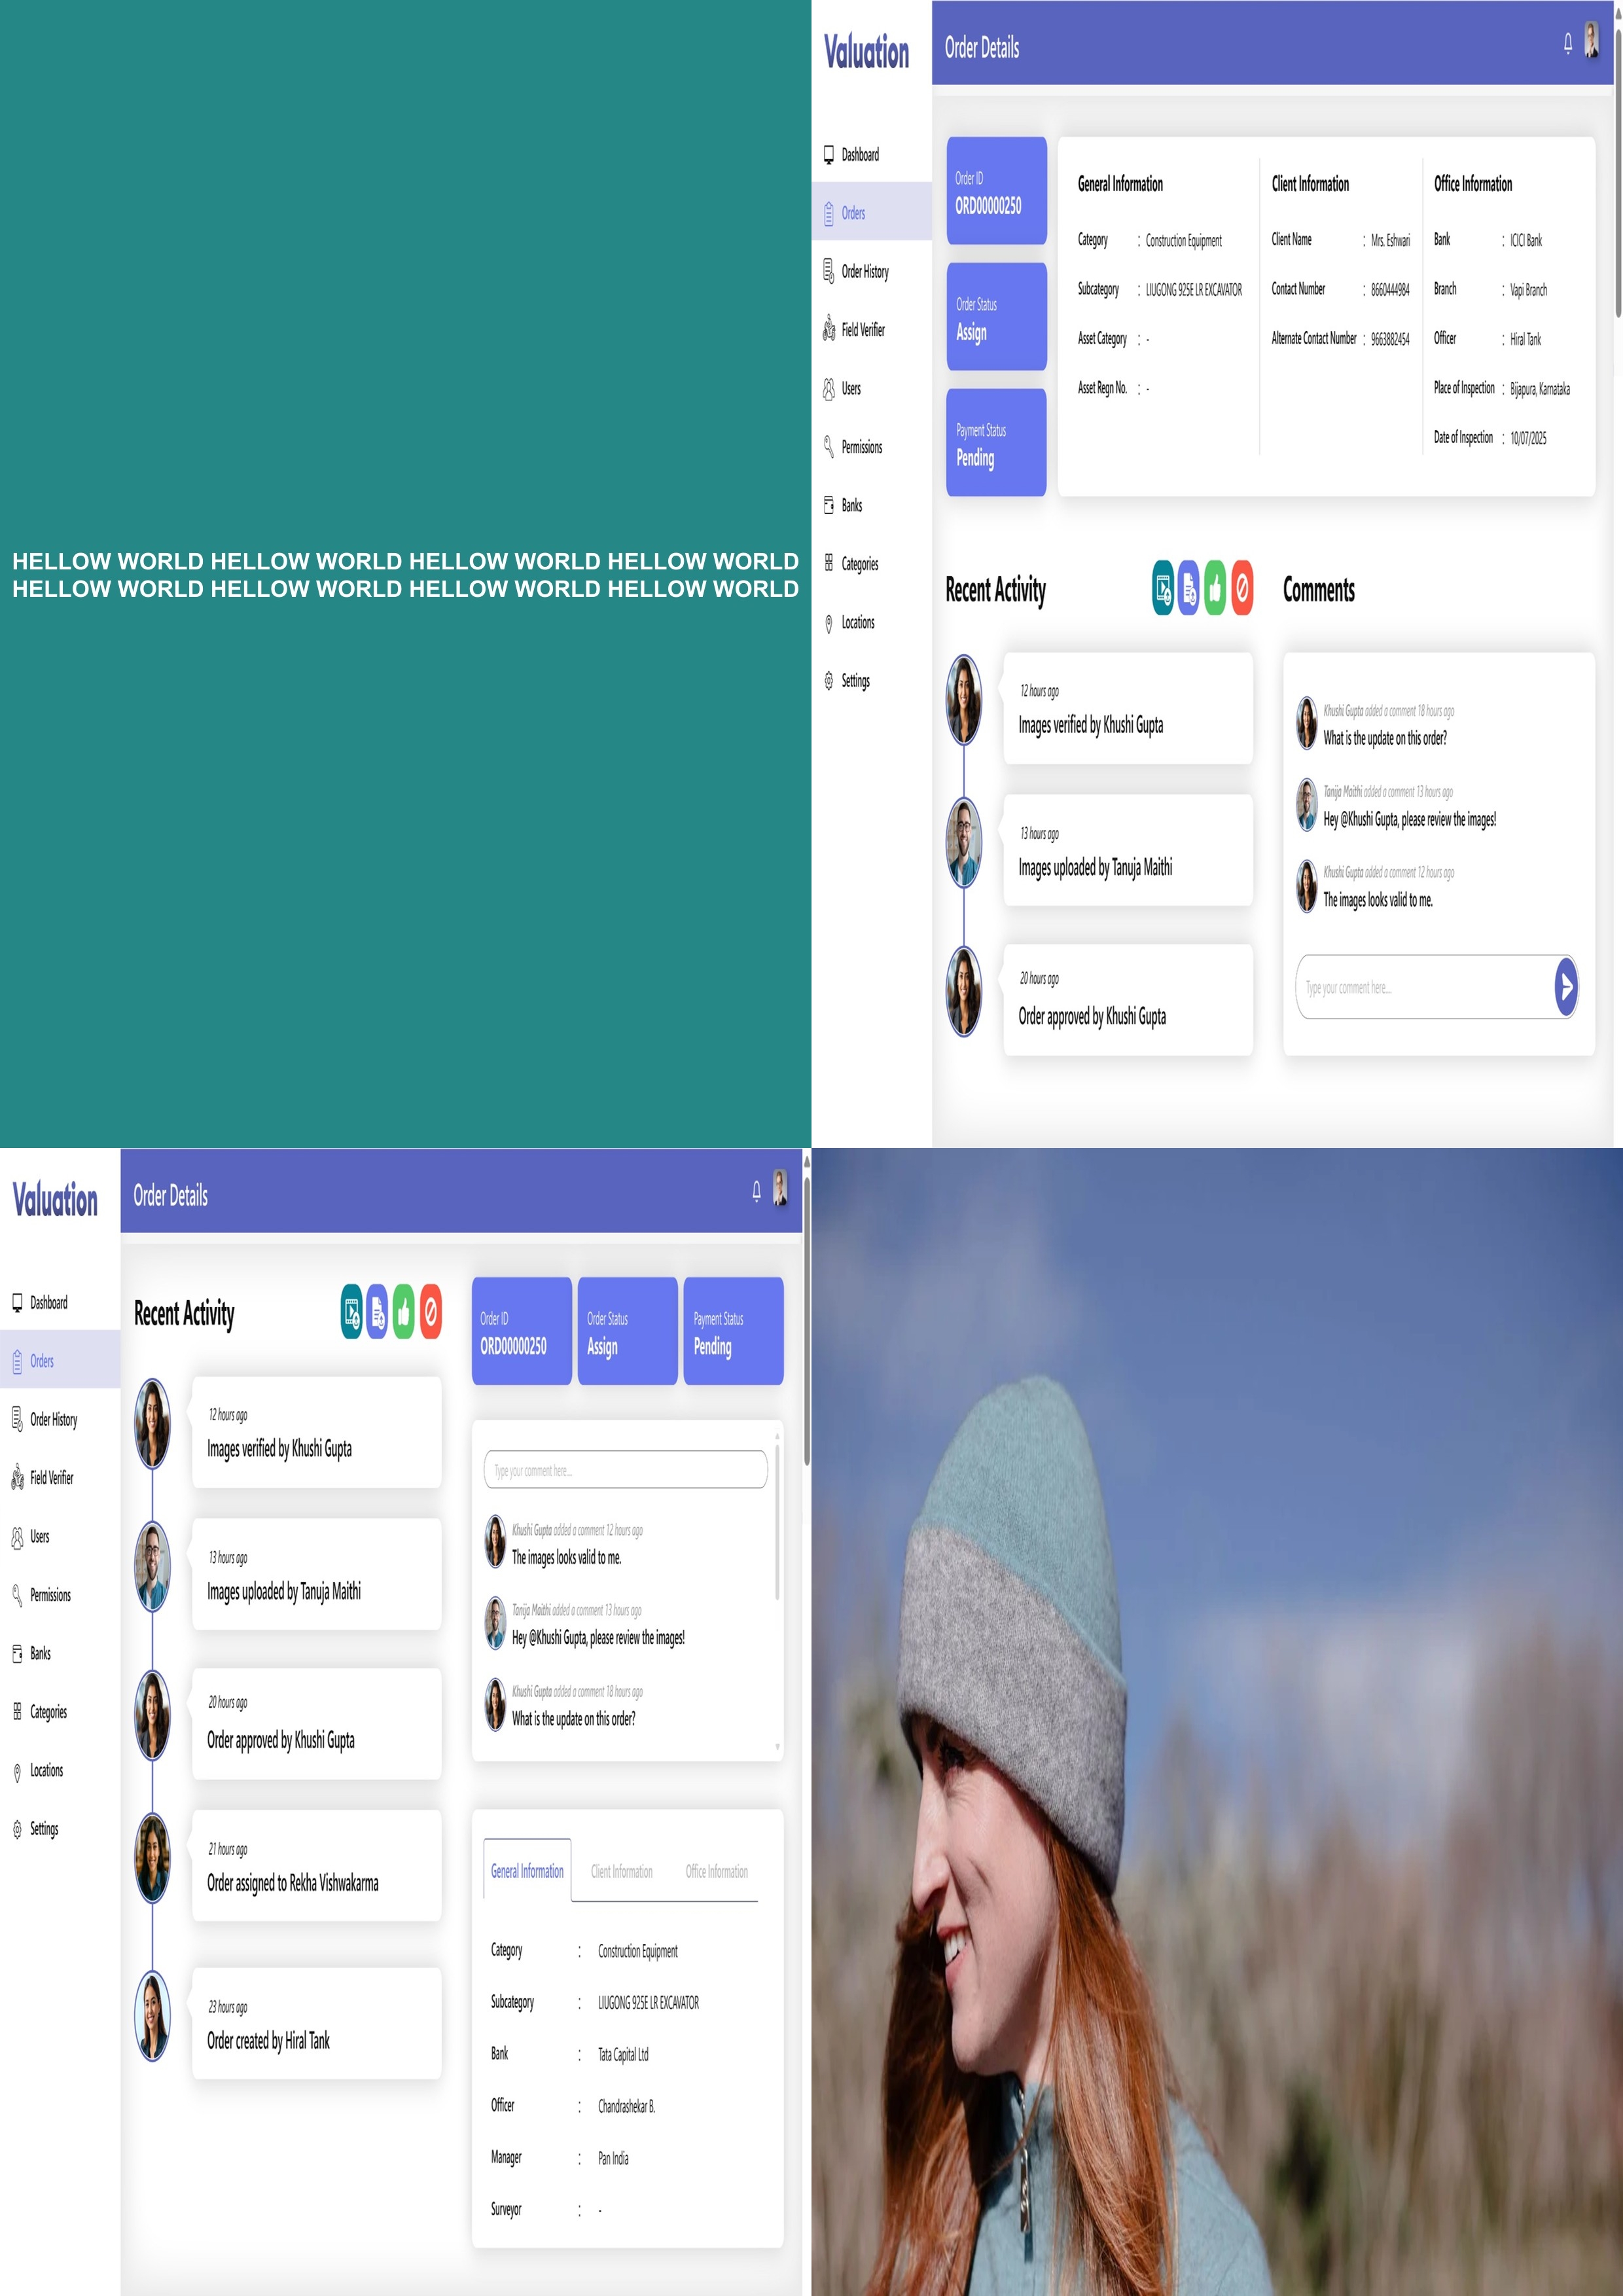 HELLOW WORLD HELLOW WORLD HELLOW WORLD HELLOW WORLD
HELLOW WORLD HELLOW WORLD HELLOW WORLD HELLOW WORLD
Valuation
Order Details
Dashboard
Orders
Order History
Field Verifier
Users
Permissions
Banks
Categories
Locations
Settings
Order ID
ORD00000250
Order Status
Assign
Payment Status
Pending
General Information
Category : Construction Equipment
Subcategory : LIUGONG 925E LR EXCAVATOR
Asset Category : -
Asset Regn No. : -
Client Information
Client Name : Mrs. Eshwari
Contact Number : 8660444984
Alternate Contact Number : 9663882454
Office Information
Bank : ICICI Bank
Branch : Vapi Branch
Officer : Hiral Tank
Place of Inspection : Bijapura, Karnataka
Date of Inspection : 10/07/2025
Recent Activity
12 hours ago
Images verified by Khushi Gupta
13 hours ago
Images uploaded by Tanuja Maithi
20 hours ago
Order approved by Khushi Gupta
Comments
Khushi Gupta added a comment 18 hours ago
What is the update on this order?
Tanija Maithi added a comment 13 hours ago
Hey @Khushi Gupta, please review the images!
Khushi Gupta added a comment 12 hours ago
The images looks valid to me.
Type your comment here...
Valuation
Order Details
Dashboard
Orders
Order History
Field Verifier
Users
Permissions
Banks
Categories
Locations
Settings
Recent Activity
12 hours ago
Images verified by Khushi Gupta
13 hours ago
Images uploaded by Tanuja Maithi
20 hours ago
Order approved by Khushi Gupta
21 hours ago
Order assigned to Rekha Vishwakarma
23 hours ago
Order created by Hiral Tank
Order ID
ORD00000250
Order Status
Assign
Payment Status
Pending
Type your comment here...
Khushi Gupta added a comment 12 hours ago
The images looks valid to me.
Tanija Maithi added a comment 13 hours ago
Hey @Khushi Gupta, please review the images!
Khushi Gupta added a comment 18 hours ago
What is the update on this order?
General Information Client Information Office Information
Category : Construction Equipment
Subcategory : LIUGONG 925E LR EXCAVATOR
Bank : Tata Capital Ltd
Officer : Chandrashekar B.
Manager : Pan India
Surveyor : -